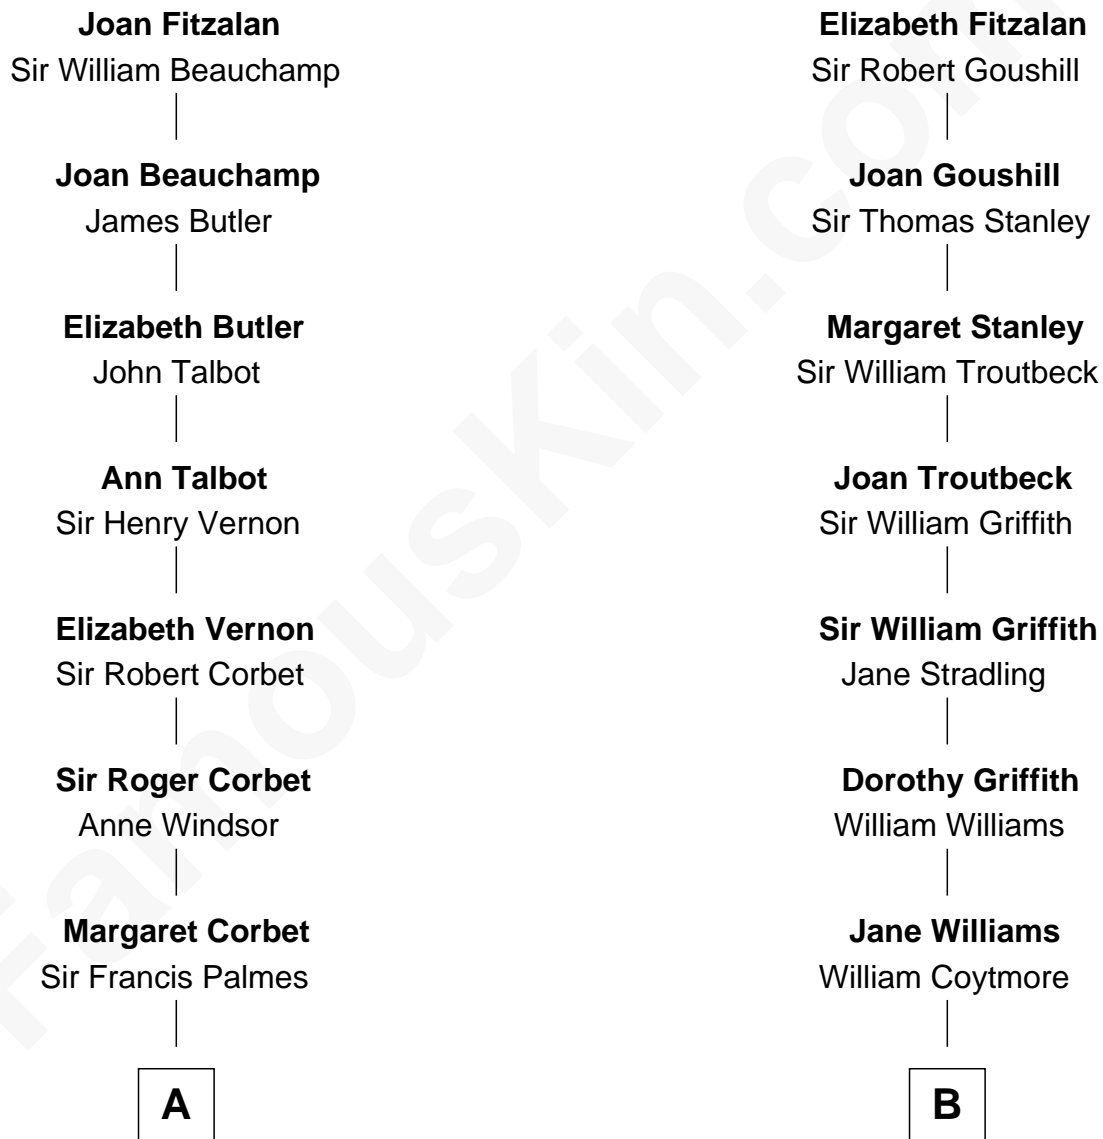 Joan Fitzalan
Sir William Beauchamp
Joan Beauchamp
James Butler
Elizabeth Butler
John Talbot
Ann Talbot
Sir Henry Vernon
Elizabeth Vernon
Sir Robert Corbet
Sir Roger Corbet
Anne Windsor
Margaret Corbet
Sir Francis Palmes
A
Elizabeth Fitzalan
Sir Robert Goushill
Joan Goushill
Sir Thomas Stanley
Margaret Stanley
Sir William Troutbeck
Joan Troutbeck
Sir William Griffith
Sir William Griffith
Jane Stradling
Dorothy Griffith
William Williams
Jane Williams
William Coytmore
B
FamousKin.com